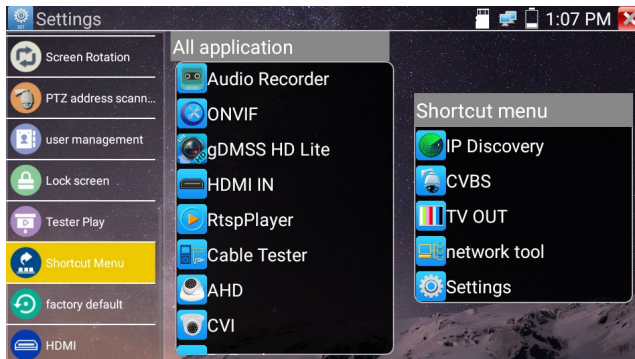 Settings
1:07 PM
Screen Rotation
PTZ address scann...
user management
Lock screen
Tester Play
Shortcut Menu
factory default
HDMI
All application
Audio Recorder
ONVIF
gDMSS HD Lite
HDMI IN
RtspPlayer
Cable Tester
AHD
CVI
Shortcut menu
IP Discovery
CVBS
TV OUT
network tool
Settings